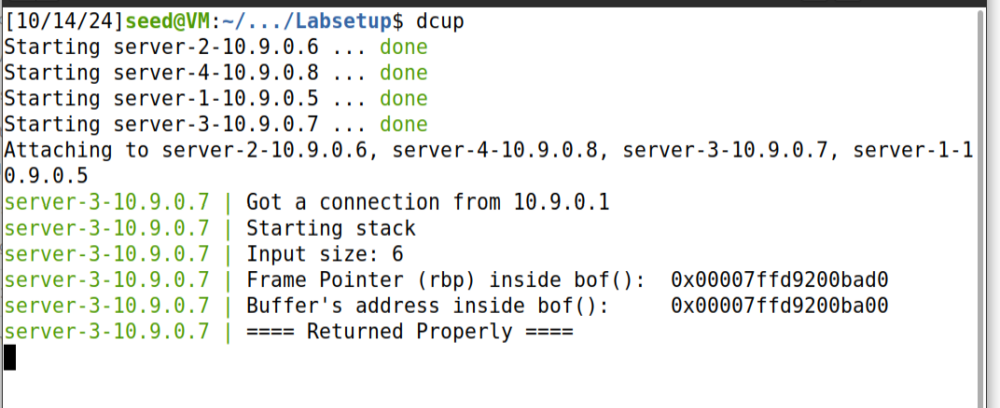 [10/14/24]seed@VM:~/.../Labsetup$ dcup
Starting server-2-10.9.0.6 ... done
Starting server-4-10.9.0.8 ... done
Starting server-1-10.9.0.5 ... done
Starting server-3-10.9.0.7 ... done
Attaching to server-2-10.9.0.6, server-4-10.9.0.8, server-3-10.9.0.7, server-1-1
0.9.0.5
server-3-10.9.0.7 | Got a connection from 10.9.0.1
server-3-10.9.0.7 | Starting stack
server-3-10.9.0.7 | Input size: 6
server-3-10.9.0.7 | Frame Pointer (rbp) inside bof():  0x00007ffd9200bad0
server-3-10.9.0.7 | Buffer's address inside bof():     0x00007ffd9200ba00
server-3-10.9.0.7 | ==== Returned Properly ====